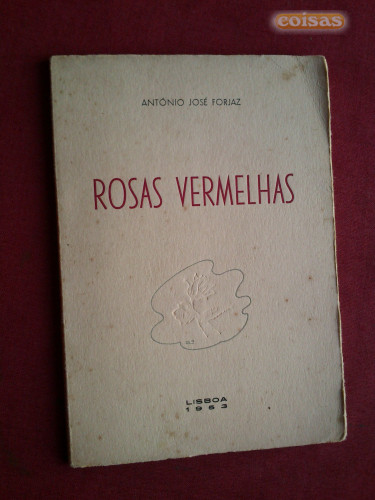 coisas
ANTÓNIO JOSÉ FORJAZ
ROSAS VERMELHAS
LISBOA
1963